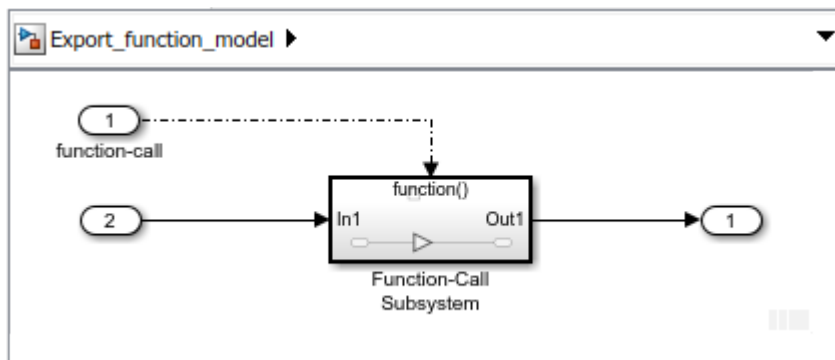 Export_function_model
1
function-call
function()
2
In1
Out1
1
Function-Call
Subsystem